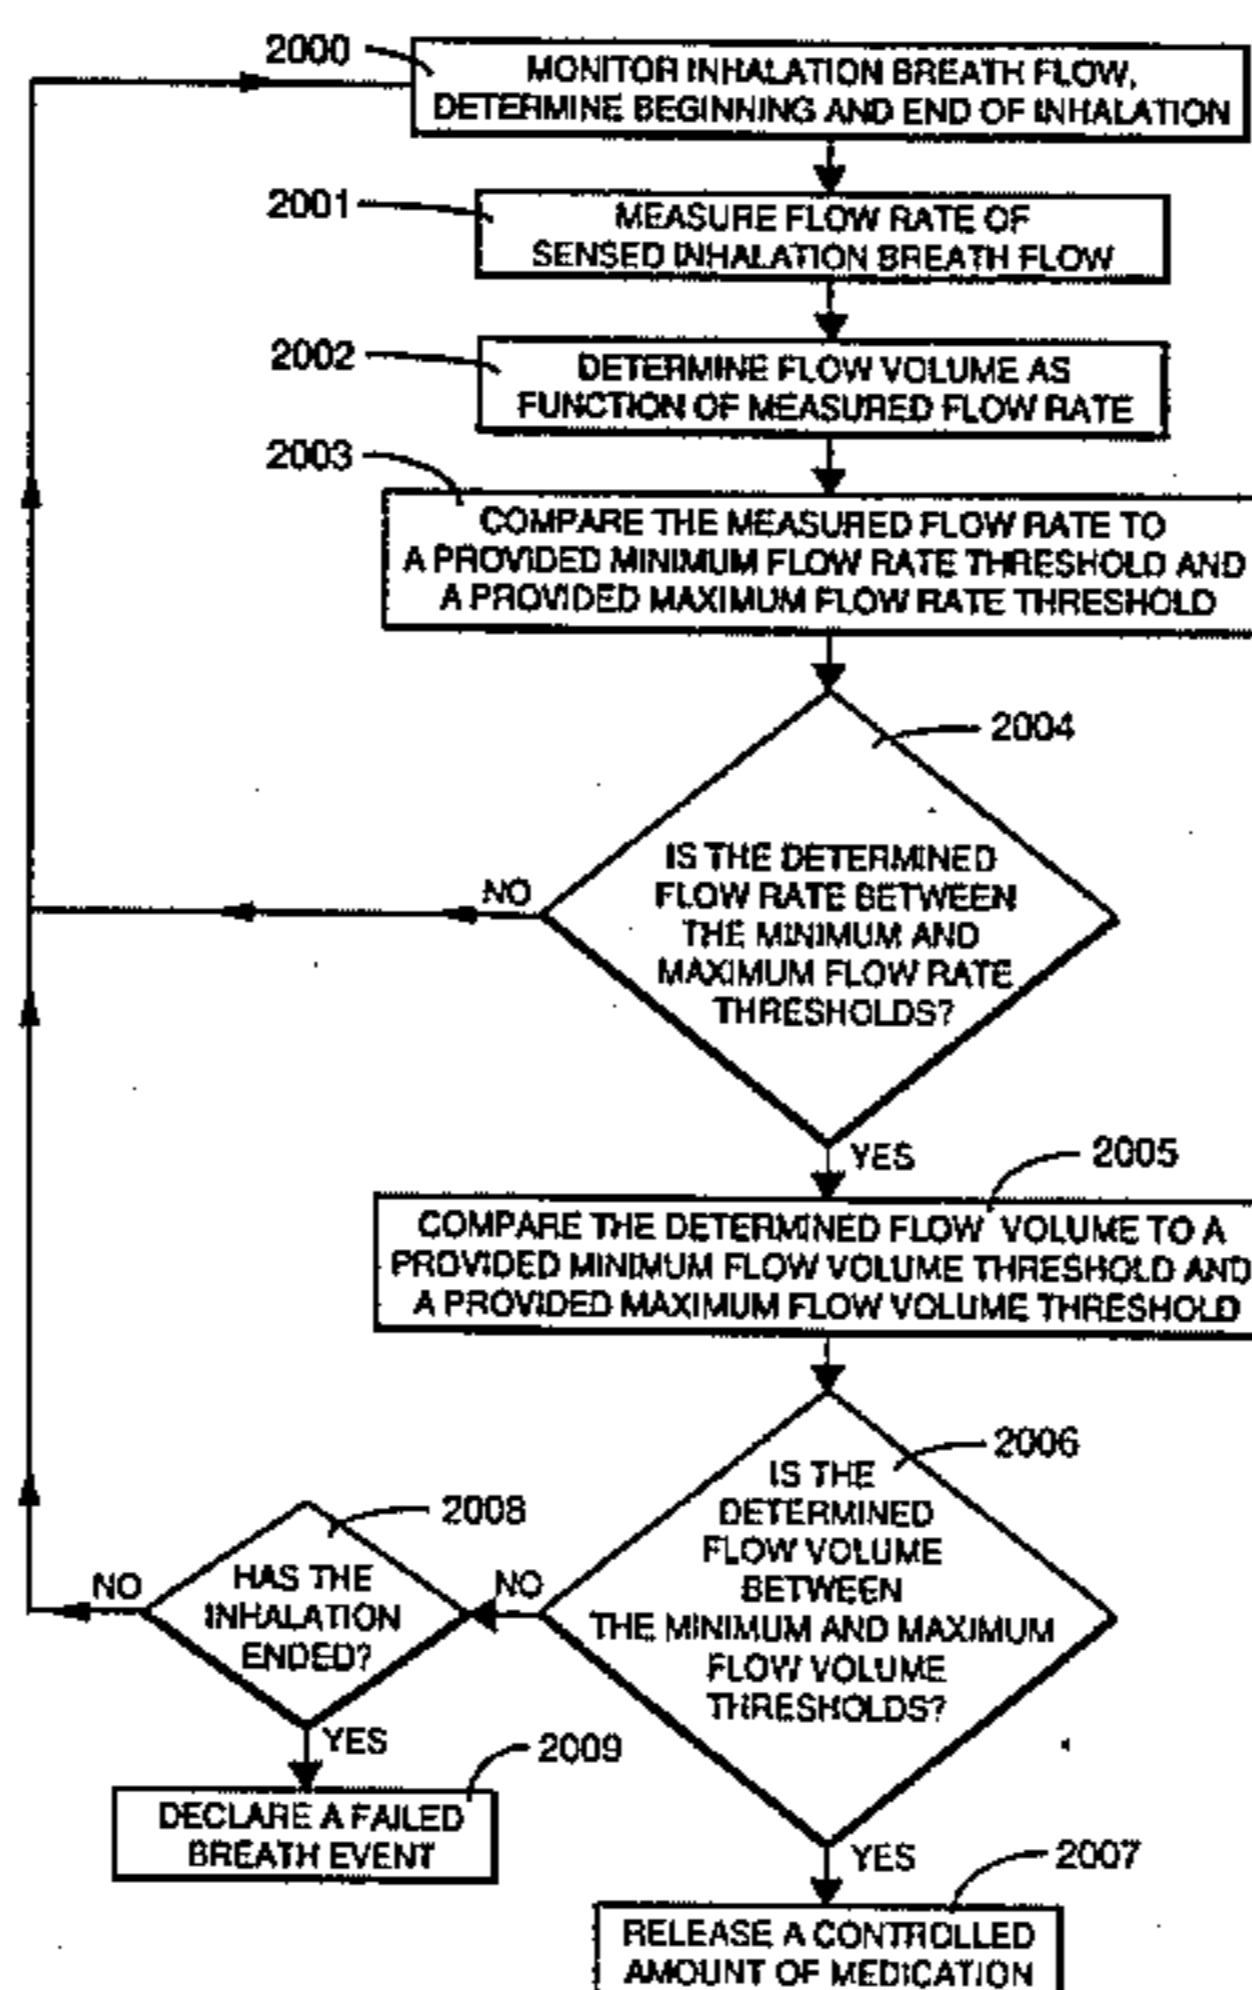 2000
MONITOR INHALATION BREATH FLOW,
DETERMINE BEGINNING AND END OF INHALATION
2001
MEASURE FLOW RATE OF
SENSED INHALATION BREATH FLOW
2002
DETERMINE FLOW VOLUME AS
FUNCTION OF MEASURED FLOW RATE
2003
COMPARE THE MEASURED FLOW RATE TO
A PROVIDED MINIMUM FLOW RATE THRESHOLD AND
A PROVIDED MAXIMUM FLOW RATE THRESHOLD
2004
IS THE DETERMINED
FLOW RATE BETWEEN
THE MINIMUM AND
MAXIMUM FLOW RATE
THRESHOLDS?
NO
YES
2005
COMPARE THE DETERMINED FLOW VOLUME TO A
PROVIDED MINIMUM FLOW VOLUME THRESHOLD AND
A PROVIDED MAXIMUM FLOW VOLUME THRESHOLD
2006
IS THE
DETERMINED
FLOW VOLUME
BETWEEN
THE MINIMUM AND MAXIMUM
FLOW VOLUME
THRESHOLDS?
NO
2008
HAS THE
INHALATION
ENDED?
NO
YES
2009
DECLARE A FAILED
BREATH EVENT
YES
2007
RELEASE A CONTROLLED
AMOUNT OF MEDICATION